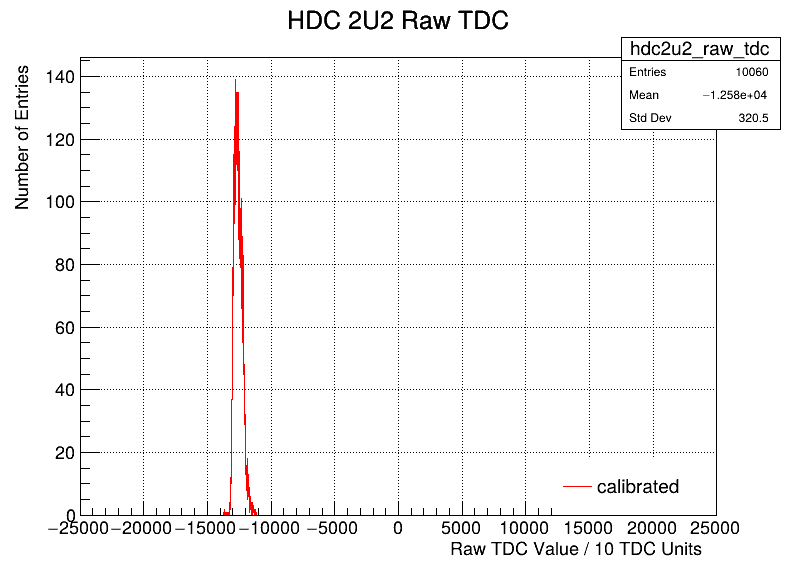 HDC 2U2 Raw TDC
hdc2u2_raw_tdc
Entries 10060
Mean −1.258e+04
Std Dev 320.5
Number of Entries
140
120
100
80
60
40
20
0
−25000 −20000 −15000 −10000 −5000 0 5000 10000 15000 20000 25000
calibrated
Raw TDC Value / 10 TDC Units